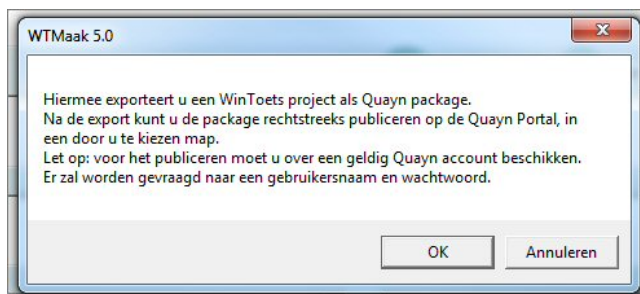 WTMaak 5.0
Hiermee exporteert u een WinToets project als Quayn package.
Na de export kunt u de package rechtstreeks publiceren op de Quayn Portal, in
een door u te kiezen map.
Let op: voor het publiceren moet u over een geldig Quayn account beschikken.
Er zal worden gevraagd naar een gebruikersnaam en wachtwoord.
OK
Annuleren